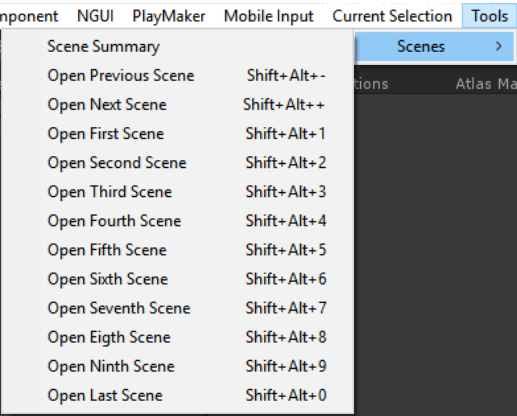 mponent NGUI PlayMaker Mobile Input Current Selection Tools
Scene Summary
Scenes >
Open Previous Scene Shift+Alt+-
tions Atlas Ma
Open Next Scene Shift+Alt++
Open First Scene Shift+Alt+1
Open Second Scene Shift+Alt+2
Open Third Scene Shift+Alt+3
Open Fourth Scene Shift+Alt+4
Open Fifth Scene Shift+Alt+5
Open Sixth Scene Shift+Alt+6
Open Seventh Scene Shift+Alt+7
Open Eigth Scene Shift+Alt+8
Open Ninth Scene Shift+Alt+9
Open Last Scene Shift+Alt+0